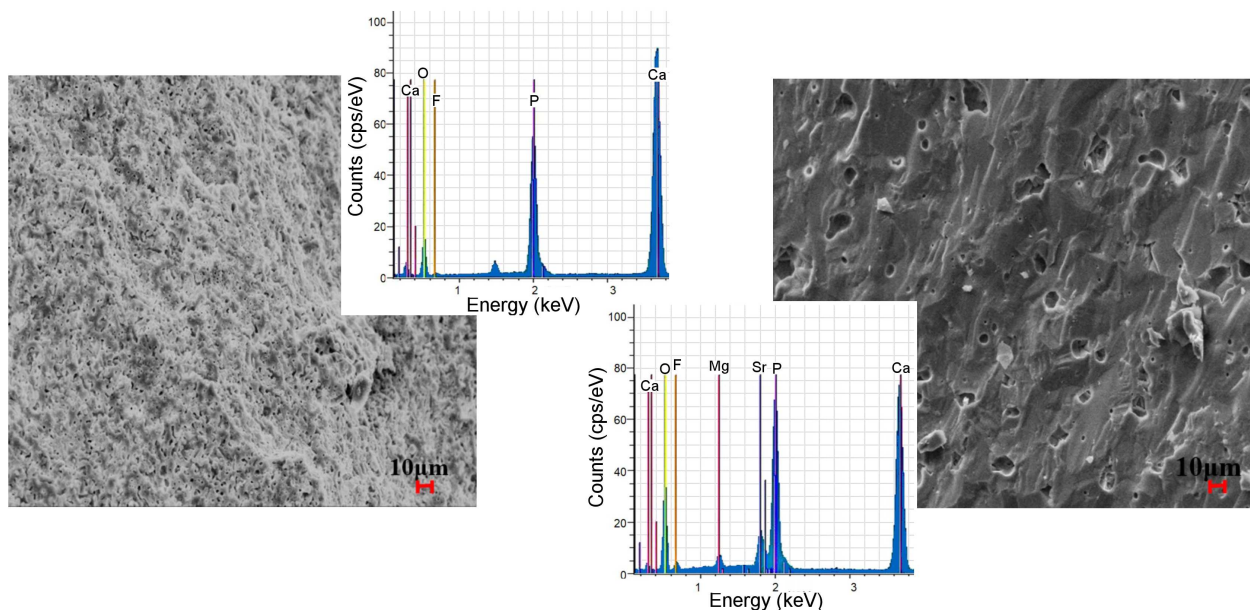 100
80
60
40
20
0
Counts (cps/eV)
Ca
O
F
P
Ca
1
2
3
Energy (keV)
10μm
100
80
60
40
20
0
Counts (cps/eV)
Ca
O
F
Mg
Sr
P
Ca
1
2
3
Energy (keV)
10μm